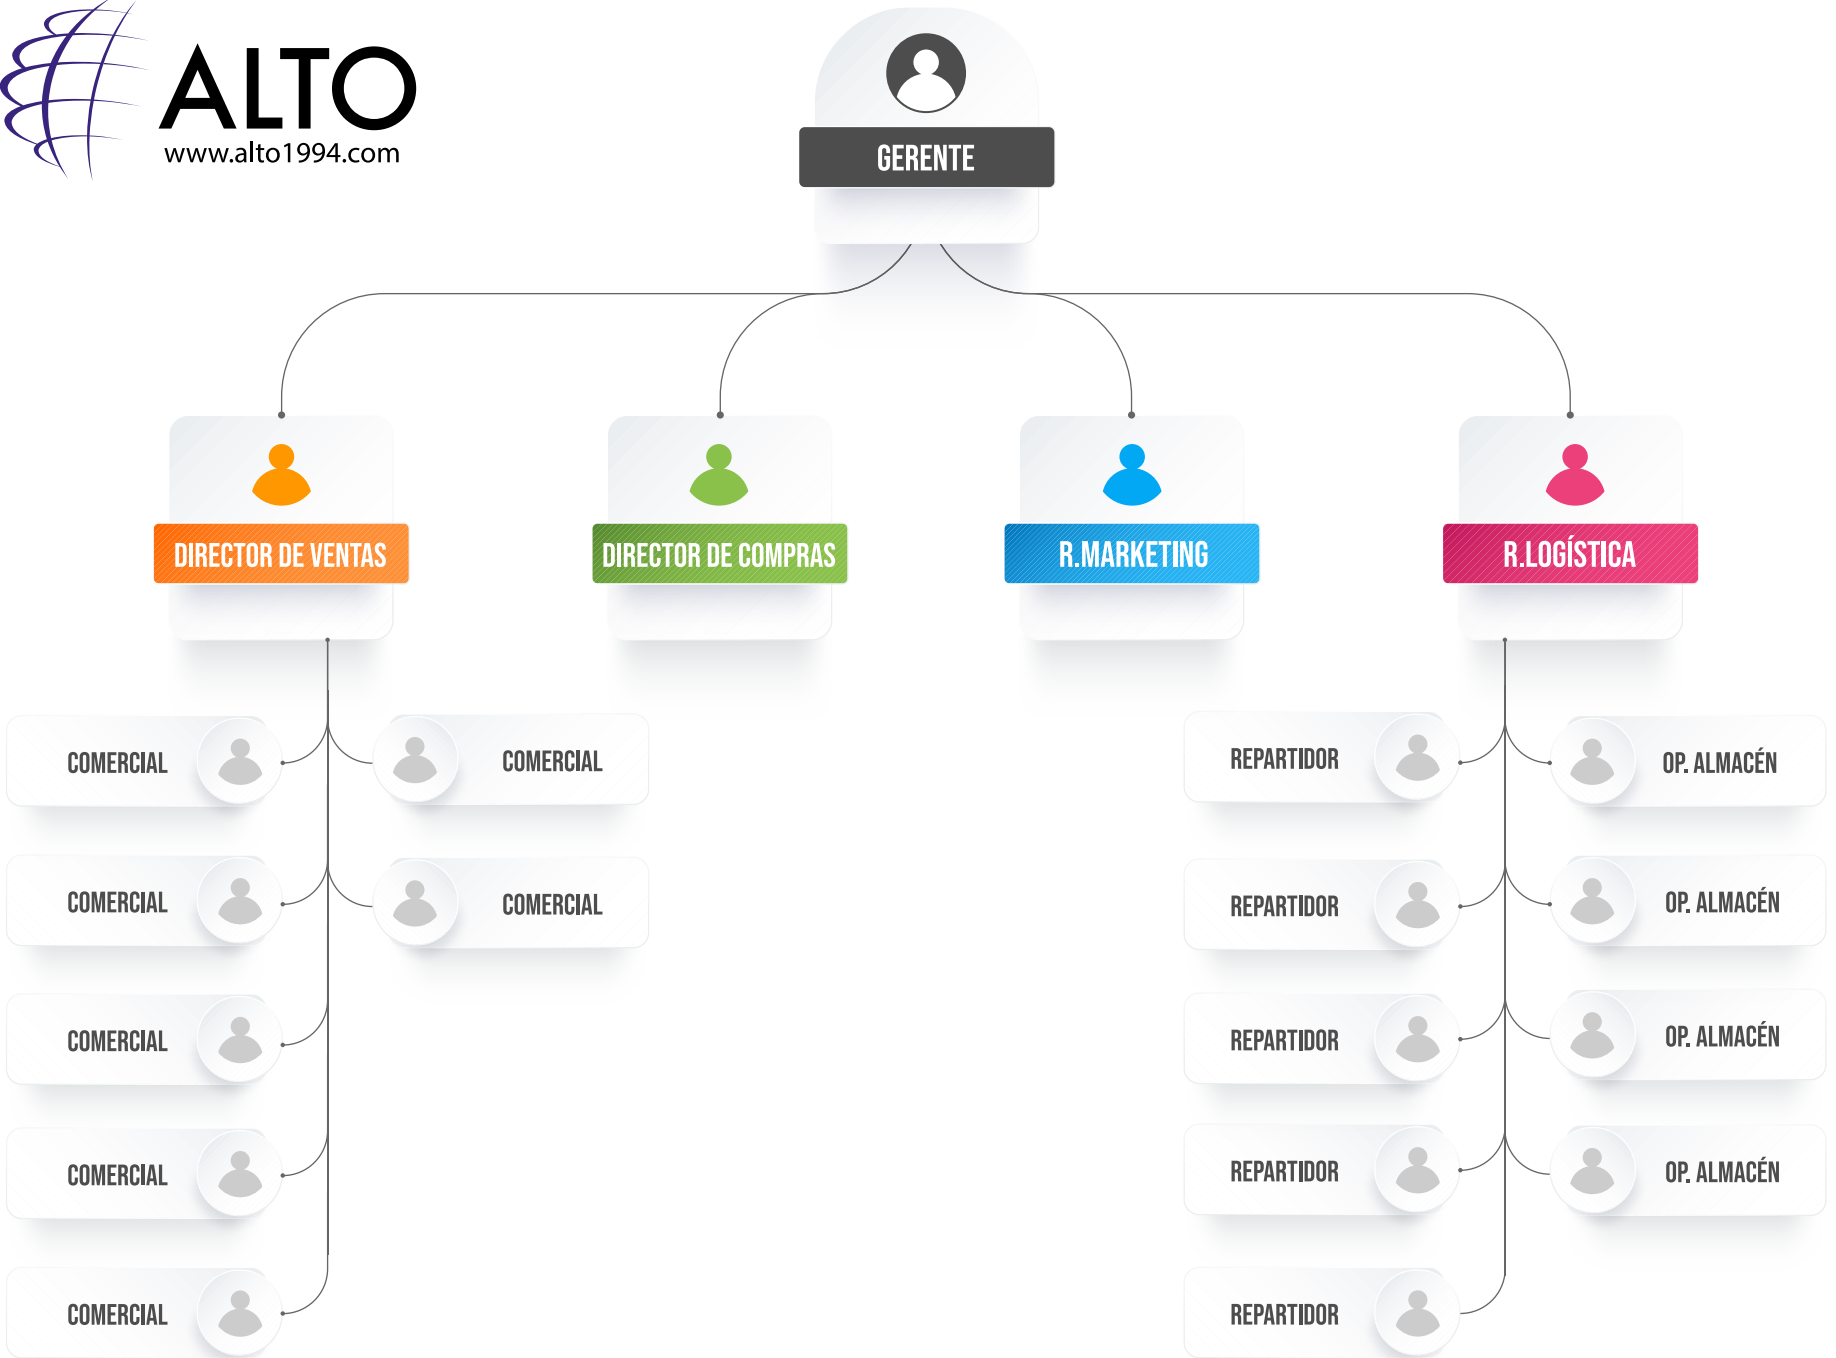 ALTO
www.alto1994.com
GERENTE
DIRECTOR DE VENTAS
DIRECTOR DE COMPRAS
R.MARKETING
R.LOGÍSTICA
COMERCIAL
COMERCIAL
REPARTIDOR
OP. ALMACÉN
COMERCIAL
COMERCIAL
REPARTIDOR
OP. ALMACÉN
COMERCIAL
REPARTIDOR
OP. ALMACÉN
COMERCIAL
REPARTIDOR
OP. ALMACÉN
COMERCIAL
REPARTIDOR